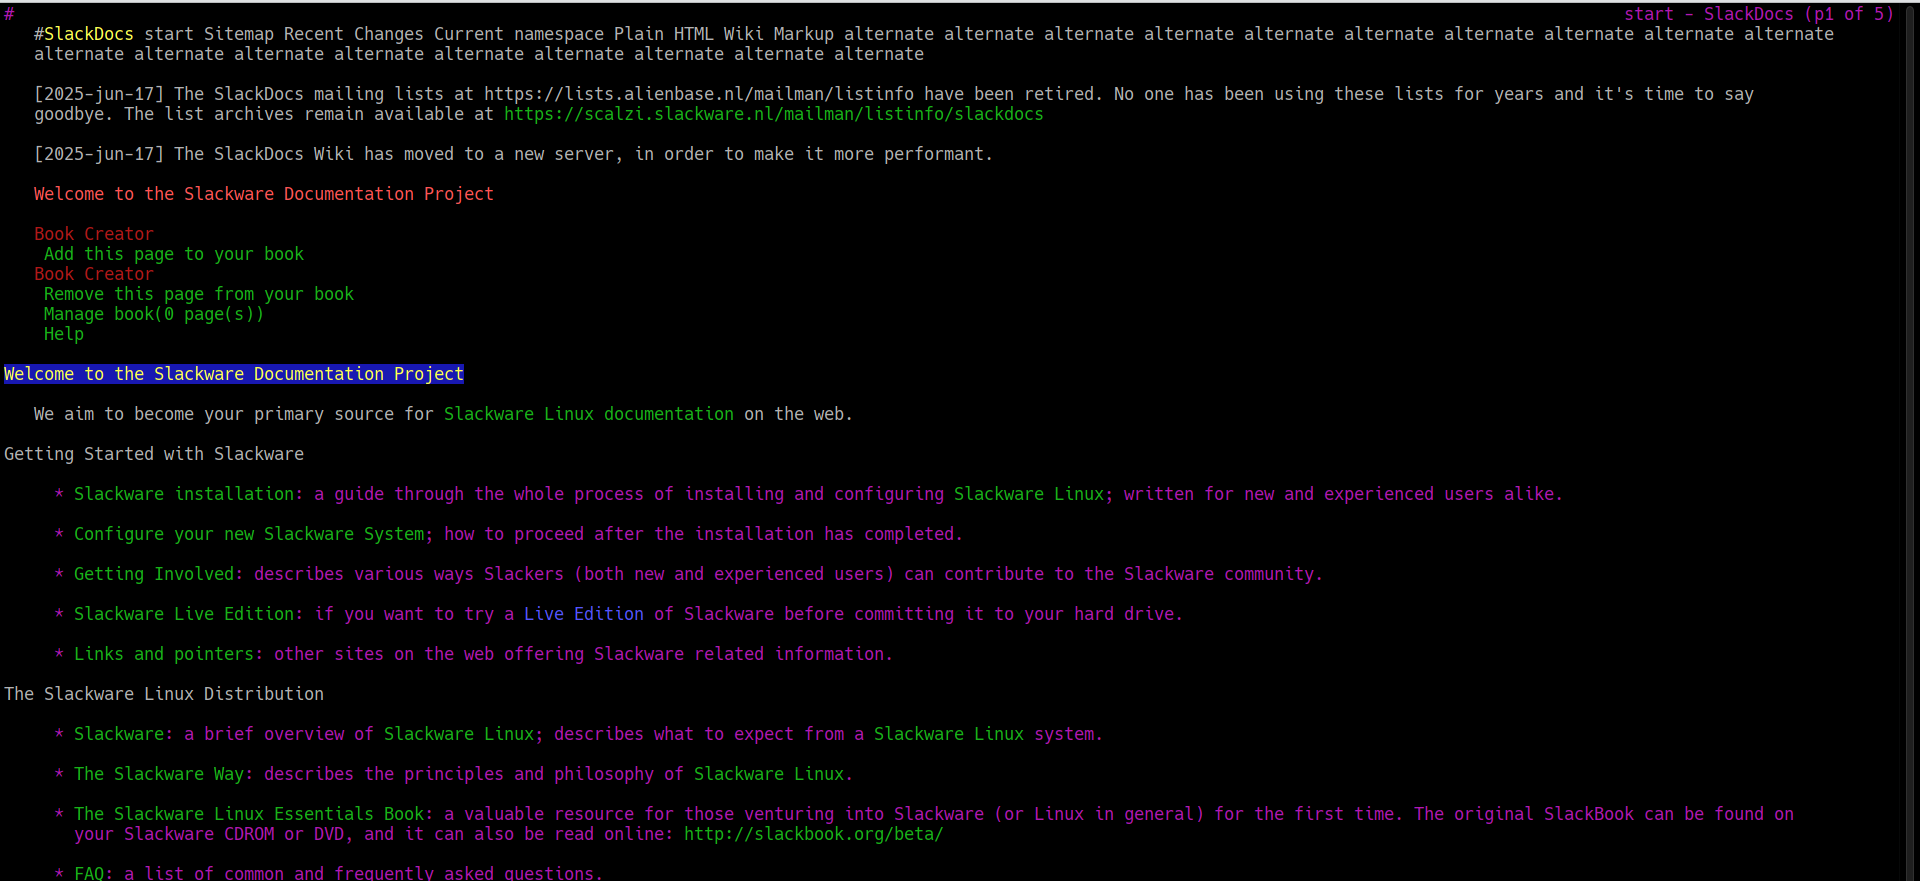 #
start - SlackDocs (p1 of 5)
#SlackDocs start Sitemap Recent Changes Current namespace Plain HTML Wiki Markup alternate alternate alternate alternate alternate alternate alternate alternate alternate alternate
alternate alternate alternate alternate alternate alternate alternate alternate alternate
[2025-jun-17] The SlackDocs mailing lists at https://lists.alienbase.nl/mailman/listinfo have been retired. No one has been using these lists for years and it's time to say
goodbye. The list archives remain available at https://scalzi.slackware.nl/mailman/listinfo/slackdocs
[2025-jun-17] The SlackDocs Wiki has moved to a new server, in order to make it more performant.
Welcome to the Slackware Documentation Project
Book Creator
Add this page to your book
Book Creator
Remove this page from your book
Manage book(0 page(s))
Help
Welcome to the Slackware Documentation Project
We aim to become your primary source for Slackware Linux documentation on the web.
Getting Started with Slackware
* Slackware installation: a guide through the whole process of installing and configuring Slackware Linux; written for new and experienced users alike.
* Configure your new Slackware System; how to proceed after the installation has completed.
* Getting Involved: describes various ways Slackers (both new and experienced users) can contribute to the Slackware community.
* Slackware Live Edition: if you want to try a Live Edition of Slackware before committing it to your hard drive.
* Links and pointers: other sites on the web offering Slackware related information.
The Slackware Linux Distribution
* Slackware: a brief overview of Slackware Linux; describes what to expect from a Slackware Linux system.
* The Slackware Way: describes the principles and philosophy of Slackware Linux.
* The Slackware Linux Essentials Book: a valuable resource for those venturing into Slackware (or Linux in general) for the first time. The original SlackBook can be found on
your Slackware CDROM or DVD, and it can also be read online: http://slackbook.org/beta/
* FAQ: a list of common and frequently asked questions.